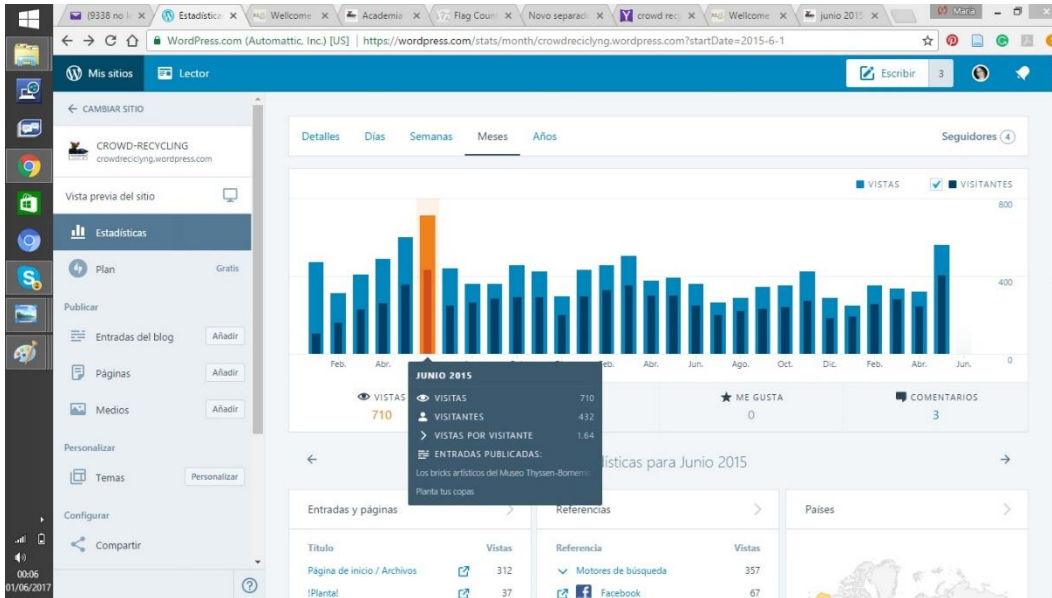 (9338 no l
Estadística
Wellcome
Academia
Flag Coun
Novo separad
crowd rec
Wellcome
junio 2015
María
WordPress.com (Automattic, Inc.) [US] | https://wordpress.com/stats/month/crowdreciclyng.wordpress.com?startDate=2015-6-1
Mis sitios
Lector
Escribir
3
CAMBIAR SITIO
CROWD-RECYCLING
crowdreciclyng.wordpress.com
Vista previa del sitio
Estadísticas
Plan
Gratis
Publicar
Entradas del blog
Añadir
Páginas
Añadir
Medios
Añadir
Personalizar
Temas
Personalizar
Configurar
Compartir
00:06
01/06/2017
Detalles Días Semanas Meses Años
Seguidores 4
VISTAS VISITANTES
800
400
0
Feb. Abr. Feb. Abr. Jun. Ago. Oct. Dic. Feb. Abr. Jun.
JUNIO 2015
VISITAS 710
VISITANTES 432
VISTAS POR VISITANTE 1.64
ENTRADAS PUBLICADAS:
Los bricks artísticos del Museo Thyssen-Bornemis
Planta tus copas
VISTAS
710
ME GUSTA
0
COMENTARIOS
3
ísticas para Junio 2015
Entradas y páginas
Título Vistas
Página de inicio / Archivos 312
!Planta! 37
Referencias
Referencia Vistas
Motores de búsqueda 357
Facebook 67
Países